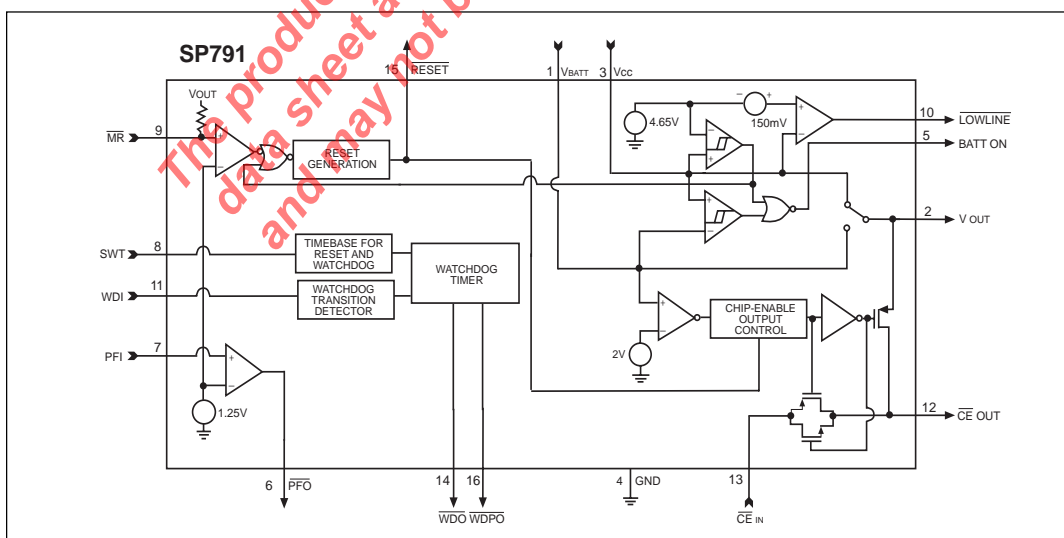 The produc
data sheet a
and may not b
SP791
15 RESET
1 VBATT
3 Vcc
VOUT
MR 9
+
−
RESET
GENERATION
4.65V
− +
150mV
+
−
10 LOWLINE
5 BATT ON
−
+
+
−
2 V OUT
SWT 8
TIMEBASE FOR
RESET AND
WATCHDOG
WATCHDOG
TIMER
WDI 11
WATCHDOG
TRANSITION
DETECTOR
+
−
2V
CHIP-ENABLE
OUTPUT
CONTROL
PFI 7
+
−
1.25V
12 CE OUT
6 PFO
14 WDO
16 WDPO
4 GND
13 CE IN